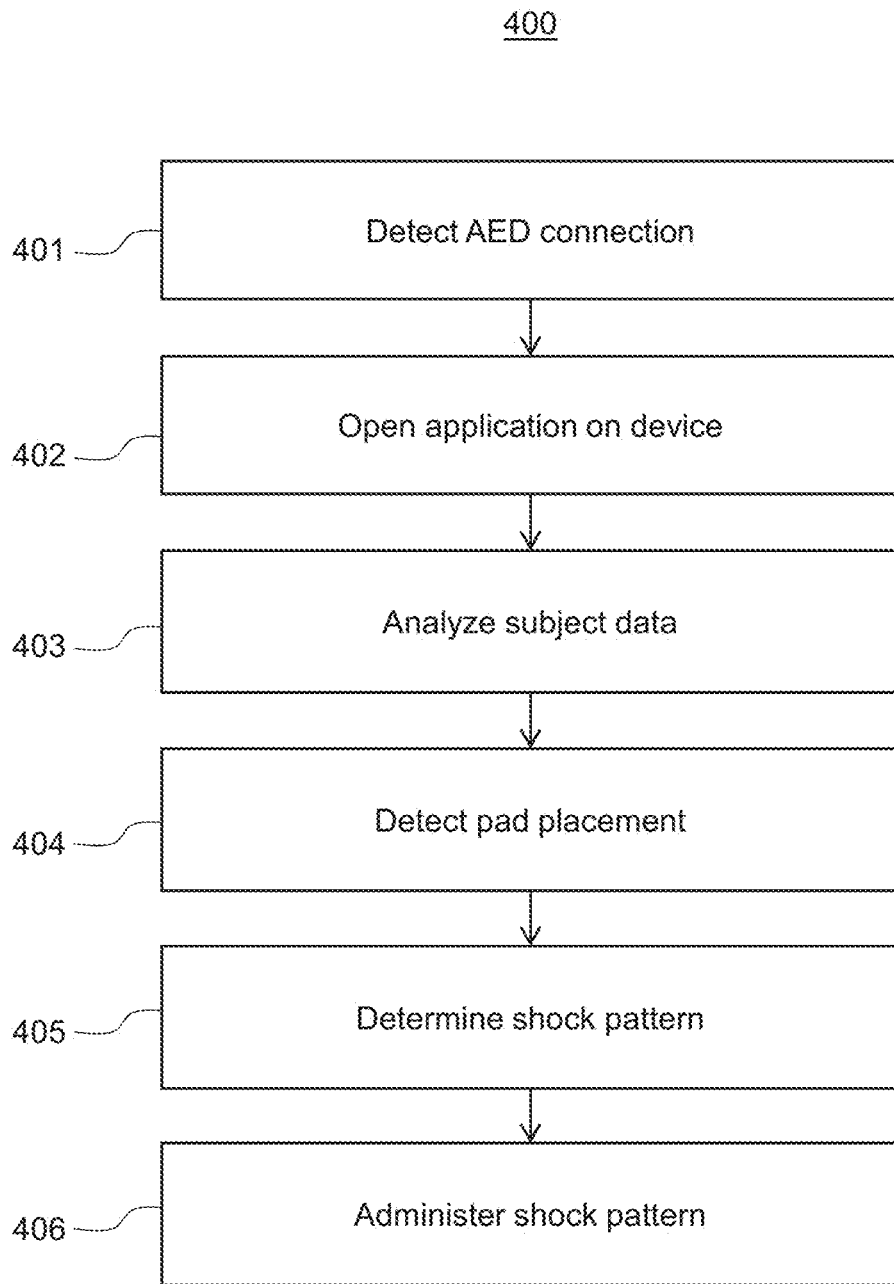 400
Detect AED connection
401
Open application on device
402
Analyze subject data
403
Detect pad placement
404
Determine shock pattern
405
Administer shock pattern
406